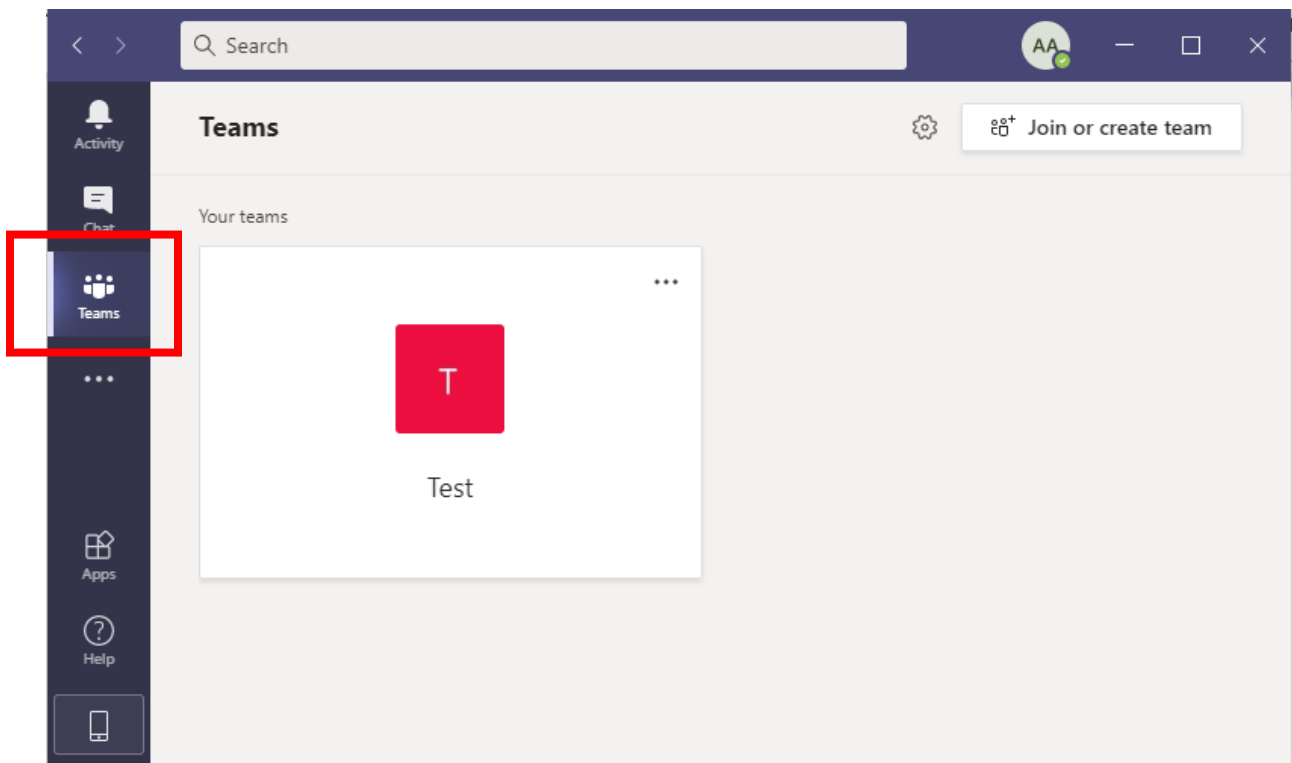 Search
AA
Activity
Teams
Join or create team
Chat
Your teams
Teams
T
Test
Apps
Help